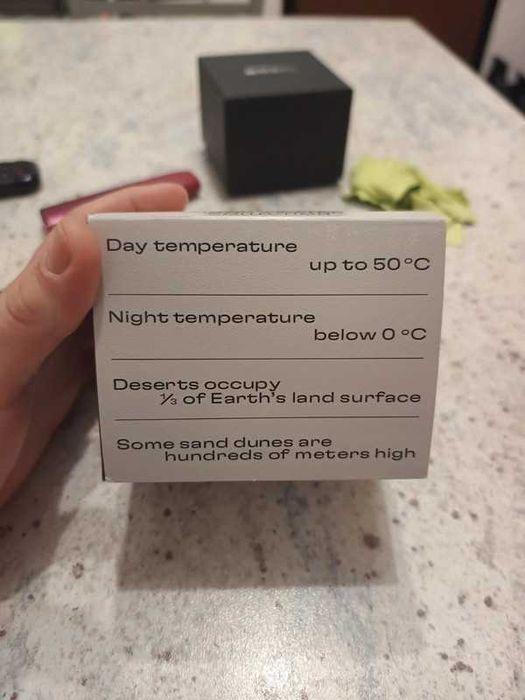 Day temperature
up to 50 °C
Night temperature
below 0 °C
Deserts occupy
⅓ of Earth's land surface
Some sand dunes are
hundreds of meters high